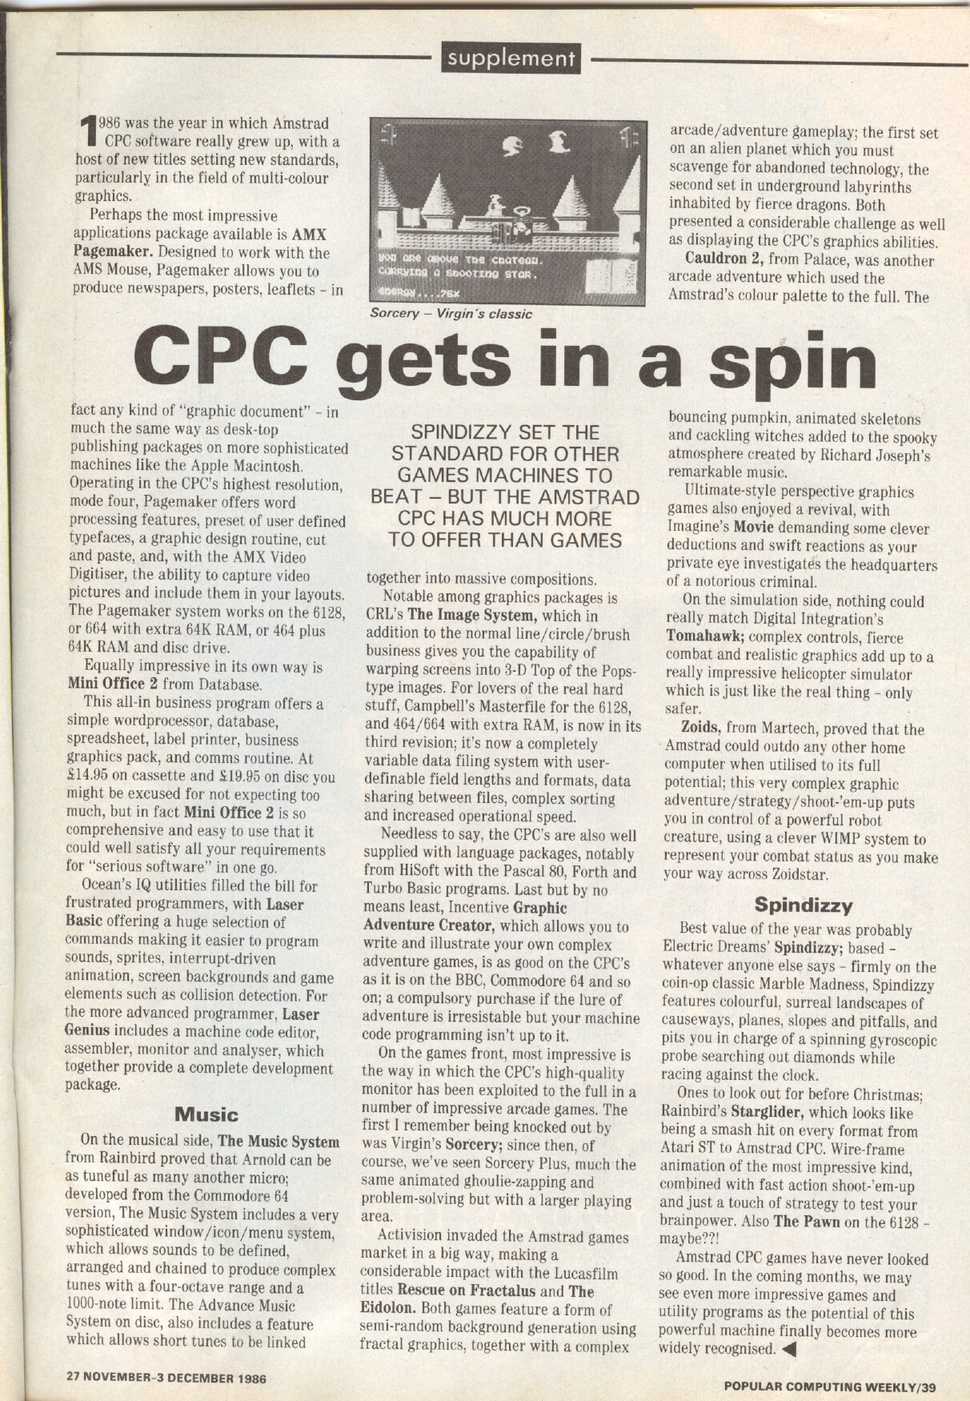 supplement
1986 was the year in which Amstrad
CPC software really grew up, with a
host of new titles setting new standards,
particularly in the field of multi-colour
graphics.
Perhaps the most impressive
applications package available is AMX
Pagemaker. Designed to work with the
AMS Mouse, Pagemaker allows you to
produce newspapers, posters, leaflets – in
you are above the chateau.
carrying a shooting star.
energy....76%
Sorcery – Virgin's classic
arcade/adventure gameplay; the first set
on an alien planet which you must
scavenge for abandoned technology, the
second set in underground labyrinths
inhabited by fierce dragons. Both
presented a considerable challenge as well
as displaying the CPC's graphics abilities.
Cauldron 2, from Palace, was another
arcade adventure which used the
Amstrad's colour palette to the full. The
CPC gets in a spin
fact any kind of "graphic document" – in
much the same way as desk-top
publishing packages on more sophisticated
machines like the Apple Macintosh.
Operating in the CPC's highest resolution,
mode four, Pagemaker offers word
processing features, preset of user defined
typefaces, a graphic design routine, cut
and paste, and, with the AMX Video
Digitiser, the ability to capture video
pictures and include them in your layouts.
The Pagemaker system works on the 6128,
or 664 with extra 64K RAM, or 464 plus
64K RAM and disc drive.
Equally impressive in its own way is
Mini Office 2 from Database.
This all-in business program offers a
simple wordprocessor, database,
spreadsheet, label printer, business
graphics pack, and comms routine. At
£14.95 on cassette and £19.95 on disc you
might be excused for not expecting too
much, but in fact Mini Office 2 is so
comprehensive and easy to use that it
could well satisfy all your requirements
for "serious software" in one go.
Ocean's IQ utilities filled the bill for
frustrated programmers, with Laser
Basic offering a huge selection of
commands making it easier to program
sounds, sprites, interrupt-driven
animation, screen backgrounds and game
elements such as collision detection. For
the more advanced programmer, Laser
Genius includes a machine code editor,
assembler, monitor and analyser, which
together provide a complete development
package.
Music
On the musical side, The Music System
from Rainbird proved that Arnold can be
as tuneful as many another micro;
developed from the Commodore 64
version, The Music System includes a very
sophisticated window/icon/menu system,
which allows sounds to be defined,
arranged and chained to produce complex
tunes with a four-octave range and a
1000-note limit. The Advance Music
System on disc, also includes a feature
which allows short tunes to be linked
SPINDIZZY SET THE
STANDARD FOR OTHER
GAMES MACHINES TO
BEAT – BUT THE AMSTRAD
CPC HAS MUCH MORE
TO OFFER THAN GAMES
together into massive compositions.
Notable among graphics packages is
CRL's The Image System, which in
addition to the normal line/circle/brush
business gives you the capability of
warping screens into 3-D Top of the Pops-
type images. For lovers of the real hard
stuff, Campbell's Masterfile for the 6128,
and 464/664 with extra RAM, is now in its
third revision; it's now a completely
variable data filing system with user-
definable field lengths and formats, data
sharing between files, complex sorting
and increased operational speed.
Needless to say, the CPC's are also well
supplied with language packages, notably
from HiSoft with the Pascal 80, Forth and
Turbo Basic programs. Last but by no
means least, Incentive Graphic
Adventure Creator, which allows you to
write and illustrate your own complex
adventure games, is as good on the CPC's
as it is on the BBC, Commodore 64 and so
on; a compulsory purchase if the lure of
adventure is irresistable but your machine
code programming isn't up to it.
On the games front, most impressive is
the way in which the CPC's high-quality
monitor has been exploited to the full in a
number of impressive arcade games. The
first I remember being knocked out by
was Virgin's Sorcery; since then, of
course, we've seen Sorcery Plus, much the
same animated ghoulie-zapping and
problem-solving but with a larger playing
area.
Activision invaded the Amstrad games
market in a big way, making a
considerable impact with the Lucasfilm
titles Rescue on Fractalus and The
Eidolon. Both games feature a form of
semi-random background generation using
fractal graphics, together with a complex
bouncing pumpkin, animated skeletons
and cackling witches added to the spooky
atmosphere created by Richard Joseph's
remarkable music.
Ultimate-style perspective graphics
games also enjoyed a revival, with
Imagine's Movie demanding some clever
deductions and swift reactions as your
private eye investigates the headquarters
of a notorious criminal.
On the simulation side, nothing could
really match Digital Integration's
Tomahawk; complex controls, fierce
combat and realistic graphics add up to a
really impressive helicopter simulator
which is just like the real thing – only
safer.
Zoids, from Martech, proved that the
Amstrad could outdo any other home
computer when utilised to its full
potential; this very complex graphic
adventure/strategy/shoot-'em-up puts
you in control of a powerful robot
creature, using a clever WIMP system to
represent your combat status as you make
your way across Zoidstar.
Spindizzy
Best value of the year was probably
Electric Dreams' Spindizzy; based –
whatever anyone else says – firmly on the
coin-op classic Marble Madness, Spindizzy
features colourful, surreal landscapes of
causeways, planes, slopes and pitfalls, and
pits you in charge of a spinning gyroscopic
probe searching out diamonds while
racing against the clock.
Ones to look out for before Christmas;
Rainbird's Starglider, which looks like
being a smash hit on every format from
Atari ST to Amstrad CPC. Wire-frame
animation of the most impressive kind,
combined with fast action shoot-'em-up
and just a touch of strategy to test your
brainpower. Also The Pawn on the 6128 –
maybe??!
Amstrad CPC games have never looked
so good. In the coming months, we may
see even more impressive games and
utility programs as the potential of this
powerful machine finally becomes more
widely recognised. ◀
27 NOVEMBER–3 DECEMBER 1986
POPULAR COMPUTING WEEKLY/39